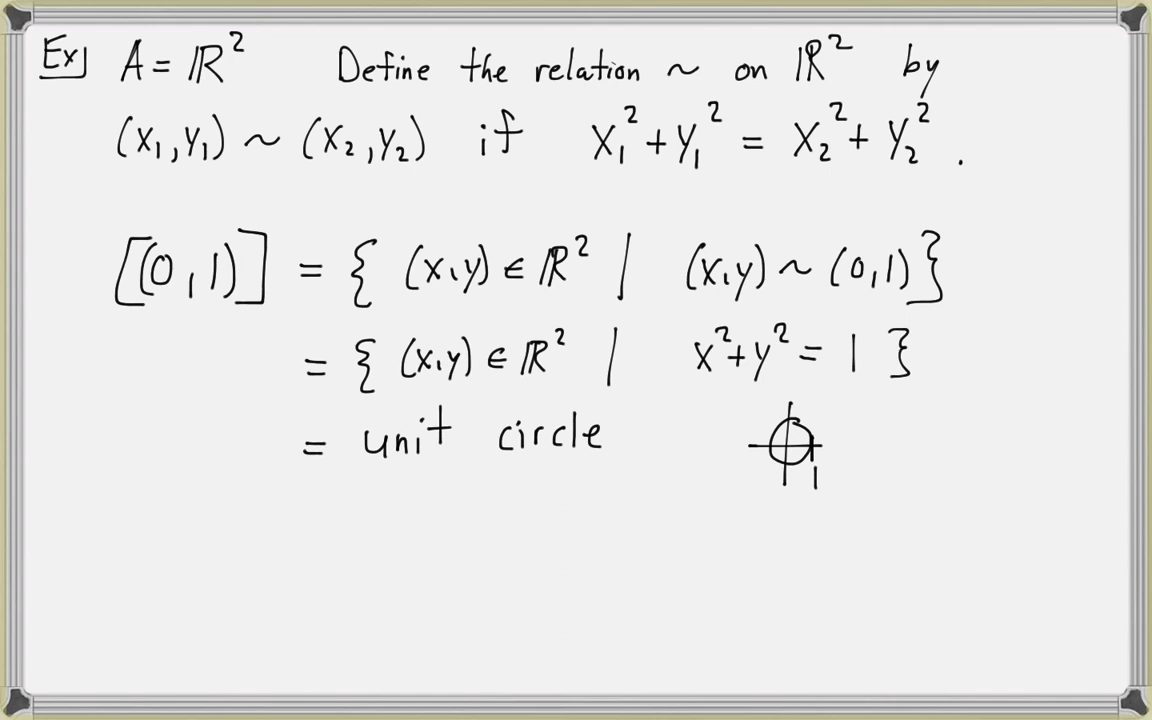 Ex] A = ℝ² Define the relation ~ on ℝ² by
(x₁,y₁) ~ (x₂,y₂) if x₁² + y₁² = x₂² + y₂² .
[(0,1)] = { (x,y) ∈ ℝ² | (x,y) ~ (0,1) }
= { (x,y) ∈ ℝ² | x² + y² = 1 }
= unit circle
1